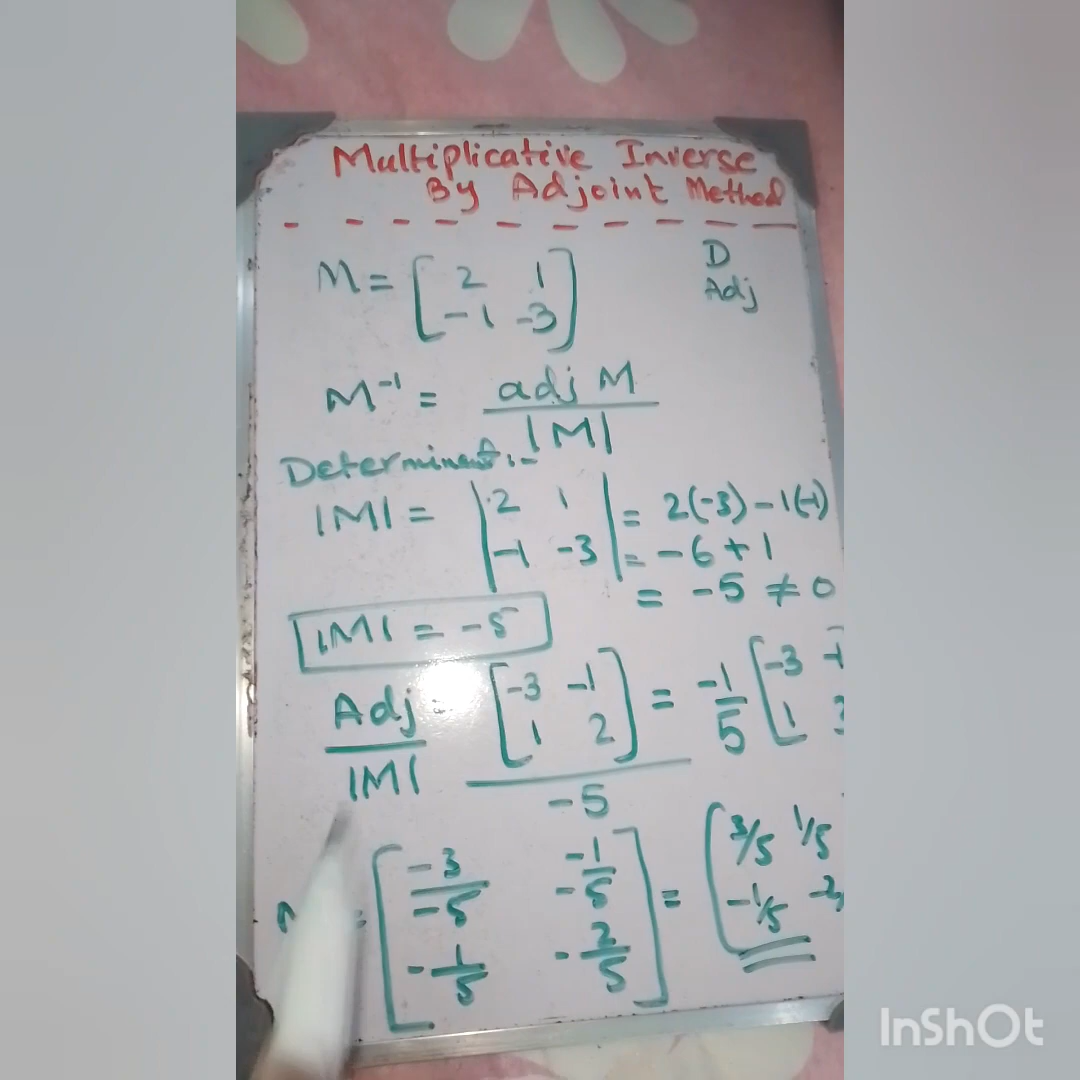 Multiplicative Inverse
By Adjoint Method
D
Adj
M = [ 2 1
-1 -3 ]
M⁻¹ = adj M
|M|
Determinant:-
|M| = | 2 1 | = 2(-3) - 1(-1)
| -1 -3 | = -6 + 1
= -5 ≠ 0
|M| = -5
Adj = [ -3 -1 ] = -1 [ -3
|M| [ 1 2 ] 5 [ 1
-5
= [ -3/-5 -1/-5 ] = [ 3/5 1/5
[ -1/5 -2/5 ] [ -1/5
InShOt